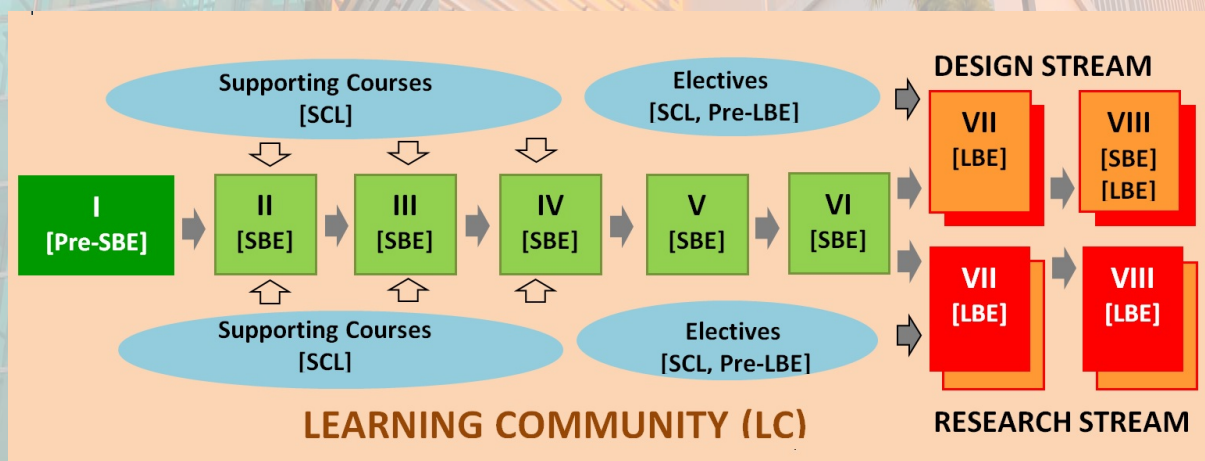 Supporting Courses
[SCL]
Electives
[SCL, Pre-LBE]
DESIGN STREAM
I
[Pre-SBE]
II
[SBE]
III
[SBE]
IV
[SBE]
V
[SBE]
VI
[SBE]
VII
[LBE]
VIII
[SBE]
[LBE]
VII
[LBE]
VIII
[LBE]
Supporting Courses
[SCL]
Electives
[SCL, Pre-LBE]
LEARNING COMMUNITY (LC)
RESEARCH STREAM